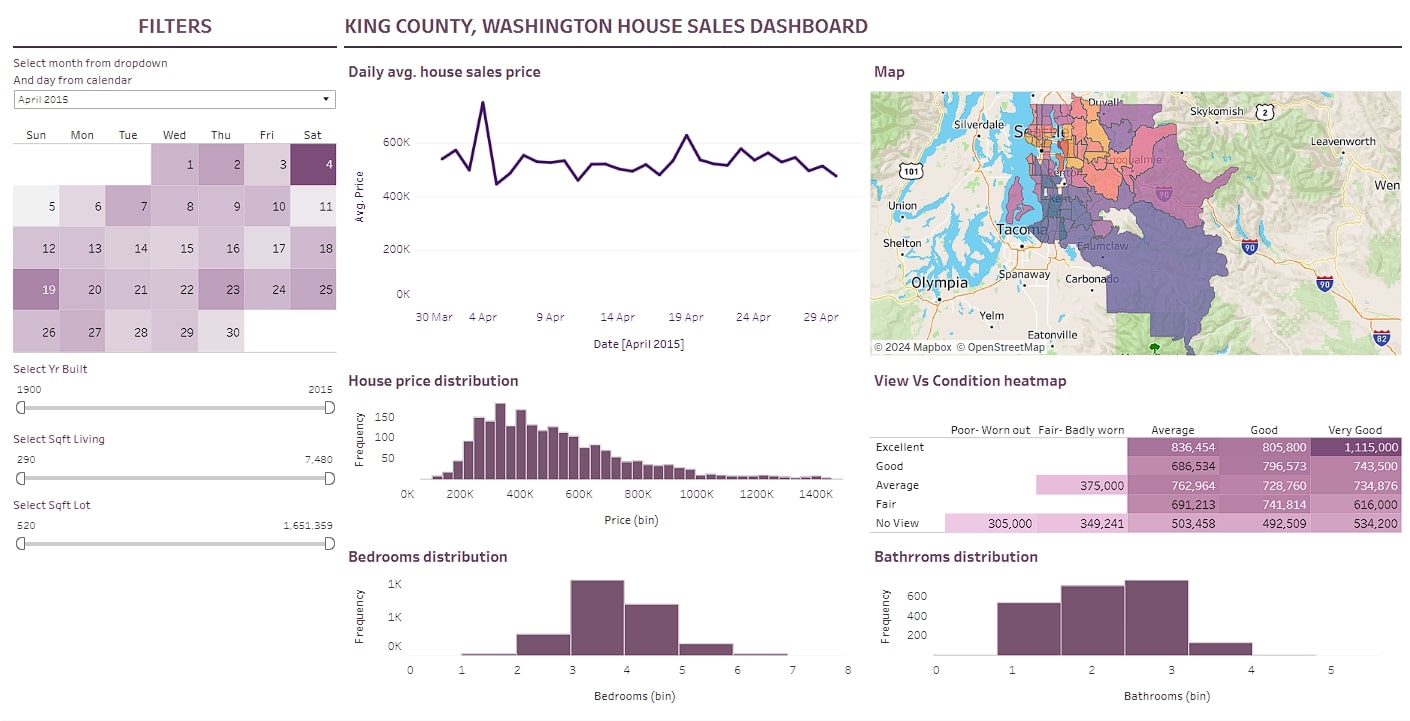 FILTERS
KING COUNTY, WASHINGTON HOUSE SALES DASHBOARD
Select month from dropdown
And day from calendar
April 2015
Sun Mon Tue Wed Thu Fri Sat
1 2 3 4
5 6 7 8 9 10 11
12 13 14 15 16 17 18
19 20 21 22 23 24 25
26 27 28 29 30
Select Yr Built
1900 2015
Select Sqft Living
290 7,480
Select Sqft Lot
520 1,651,359
Daily avg. house sales price
Avg. Price
600K
400K
200K
0K
30 Mar 4 Apr 9 Apr 14 Apr 19 Apr 24 Apr 29 Apr
Date [April 2015]
Map
Duvall
Skykomish
2
Silverdale
Seattle
Leavenworth
Snoqualmie
101
Renton
90
Wen
Union
Kent
Tacoma
Shelton
Enumclaw
90
Spanaway
Carbonado
90
Olympia
Yelm
Eatonville
82
© 2024 Mapbox © OpenStreetMap
House price distribution
Frequency
150
100
50
0K 200K 400K 600K 800K 1000K 1200K 1400K
Price (bin)
View Vs Condition heatmap
Poor- Worn out Fair- Badly worn Average Good Very Good
Excellent 836,454 805,800 1,115,000
Good 686,534 796,573 743,500
Average 375,000 762,964 728,760 734,876
Fair 691,213 741,814 616,000
No View 305,000 349,241 503,458 492,509 534,200
Bedrooms distribution
Frequency
1K
1K
0K
0 1 2 3 4 5 6 7 8
Bedrooms (bin)
Bathrroms distribution
Frequency
600
400
200
0 1 2 3 4 5
Bathrooms (bin)